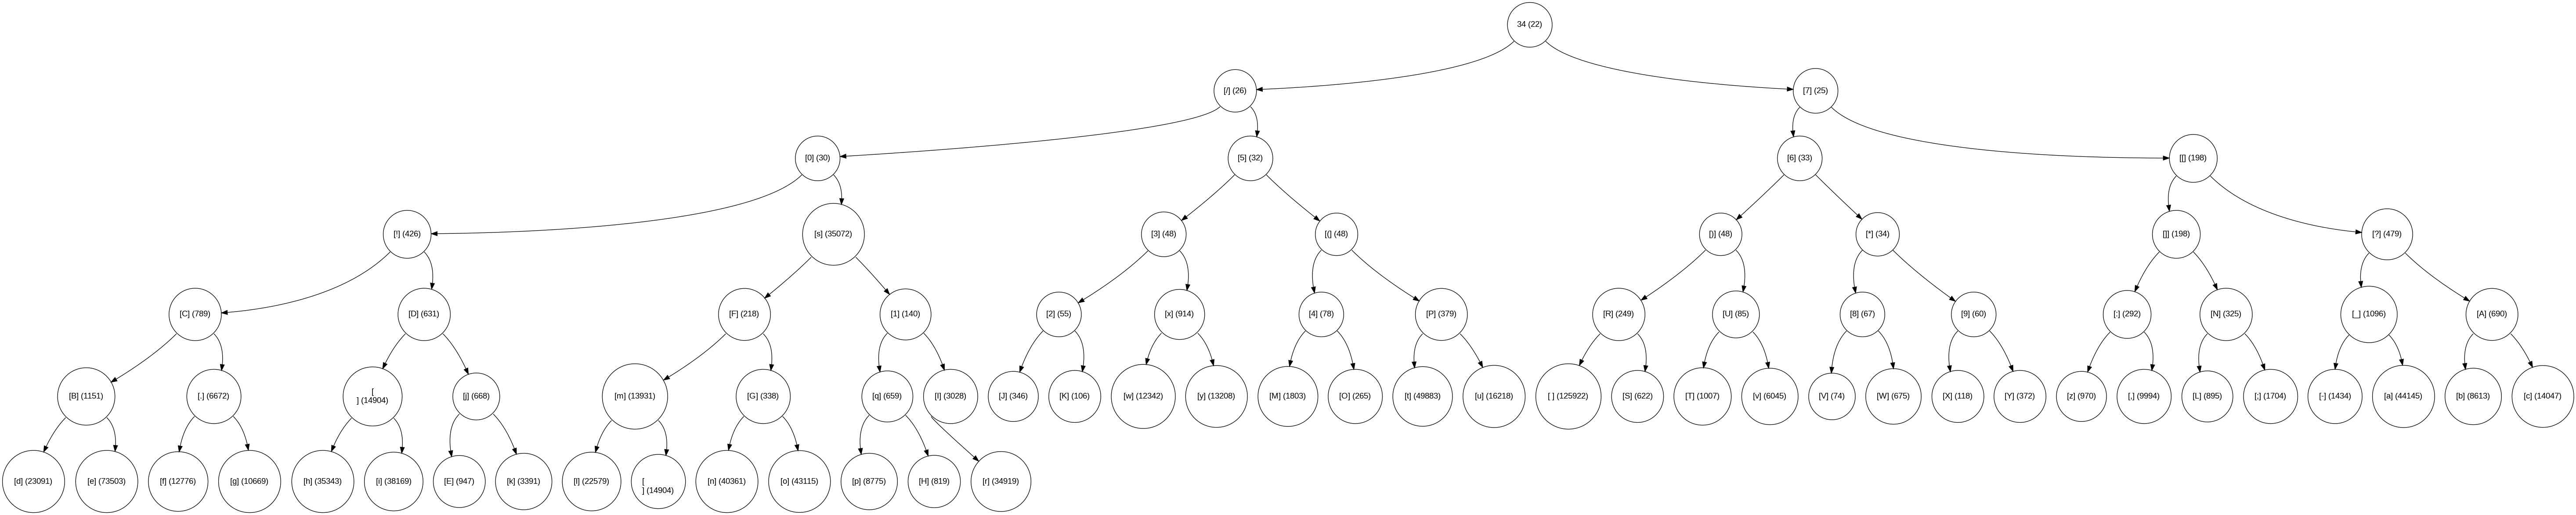 34 (22)
[/] (26)
[7] (25)
[0] (30)
[5] (32)
[6] (33)
[[] (198)
[!] (426)
[s] (35072)
[3] (48)
[(] (48)
[)] (48)
[*] (34)
[]] (198)
[?] (479)
[C] (789)
[D] (631)
[F] (218)
[1] (140)
[2] (55)
[x] (914)
[4] (78)
[P] (379)
[R] (249)
[U] (85)
[8] (67)
[9] (60)
[:] (292)
[N] (325)
[_] (1096)
[A] (690)
[B] (1151)
[.] (6672)
[
] (14904)
[j] (668)
[m] (13931)
[G] (338)
[q] (659)
[I] (3028)
[J] (346)
[K] (106)
[w] (12342)
[y] (13208)
[M] (1803)
[O] (265)
[t] (49883)
[u] (16218)
[ ] (125922)
[S] (622)
[T] (1007)
[v] (6045)
[V] (74)
[W] (675)
[X] (118)
[Y] (372)
[z] (970)
[,] (9994)
[L] (895)
[;] (1704)
[-] (1434)
[a] (44145)
[b] (8613)
[c] (14047)
[d] (23091)
[e] (73503)
[f] (12776)
[g] (10669)
[h] (35343)
[i] (38169)
[E] (947)
[k] (3391)
[l] (22579)
[
] (14904)
[n] (40361)
[o] (43115)
[p] (8775)
[H] (819)
[r] (34919)